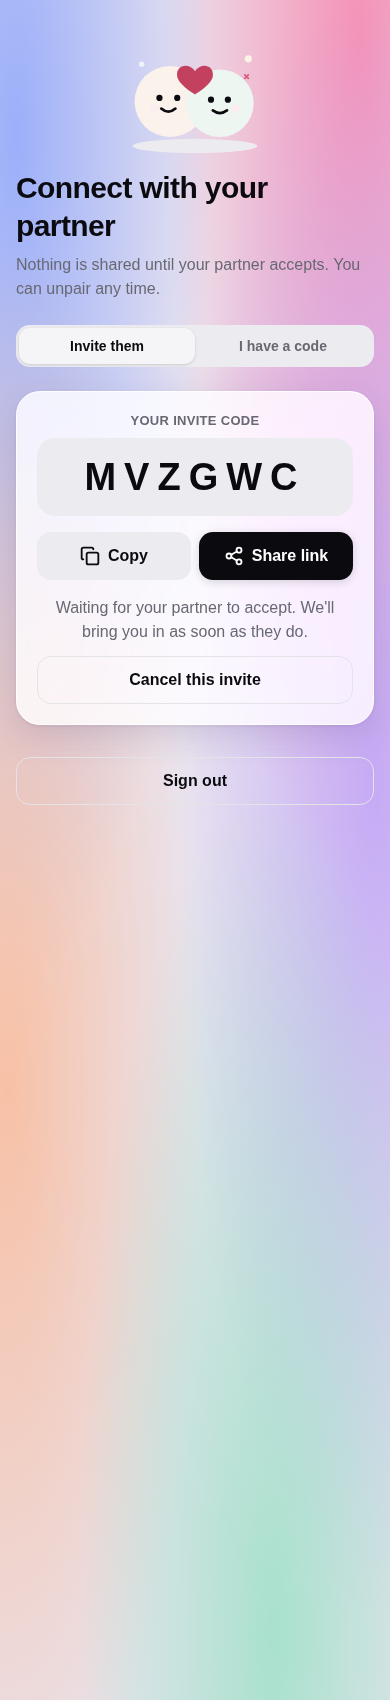 Connect with your
partner
Nothing is shared until your partner accepts. You
can unpair any time.
Invite them
I have a code
YOUR INVITE CODE
MVZGWC
Copy
Share link
Waiting for your partner to accept. We'll
bring you in as soon as they do.
Cancel this invite
Sign out